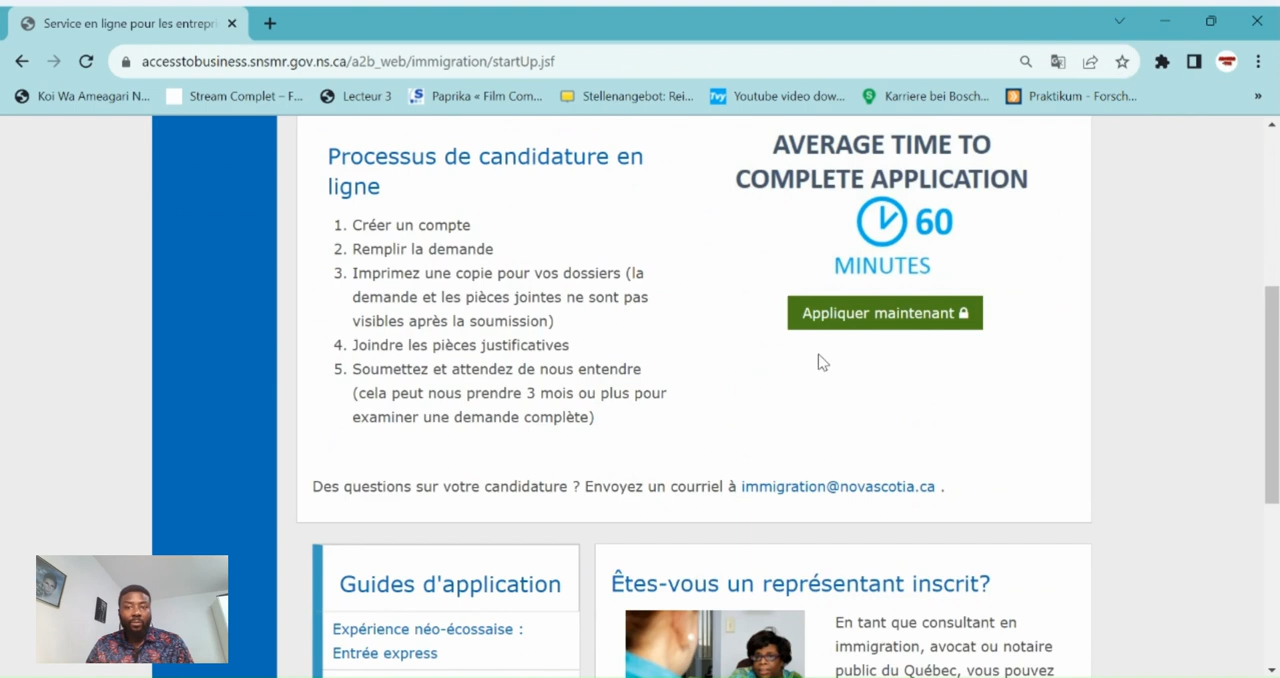 Service en ligne pour les entrepri
accesstobusiness.snsmr.gov.ns.ca/a2b_web/immigration/startUp.jsf
Koi Wa Ameagari N...
Stream Complet – F...
Lecteur 3
Paprika « Film Com...
Stellenangebot: Rei...
Tvy
Youtube video dow...
Karriere bei Bosch...
Praktikum - Forsch...
»
Processus de candidature en
ligne
1. Créer un compte
2. Remplir la demande
3. Imprimez une copie pour vos dossiers (la
demande et les pièces jointes ne sont pas
visibles après la soumission)
4. Joindre les pièces justificatives
5. Soumettez et attendez de nous entendre
(cela peut nous prendre 3 mois ou plus pour
examiner une demande complète)
AVERAGE TIME TO
COMPLETE APPLICATION
60
MINUTES
Appliquer maintenant
Des questions sur votre candidature ? Envoyez un courriel à immigration@novascotia.ca .
Guides d'application
Expérience néo-écossaise :
Entrée express
Êtes-vous un représentant inscrit?
En tant que consultant en
immigration, avocat ou notaire
public du Québec, vous pouvez